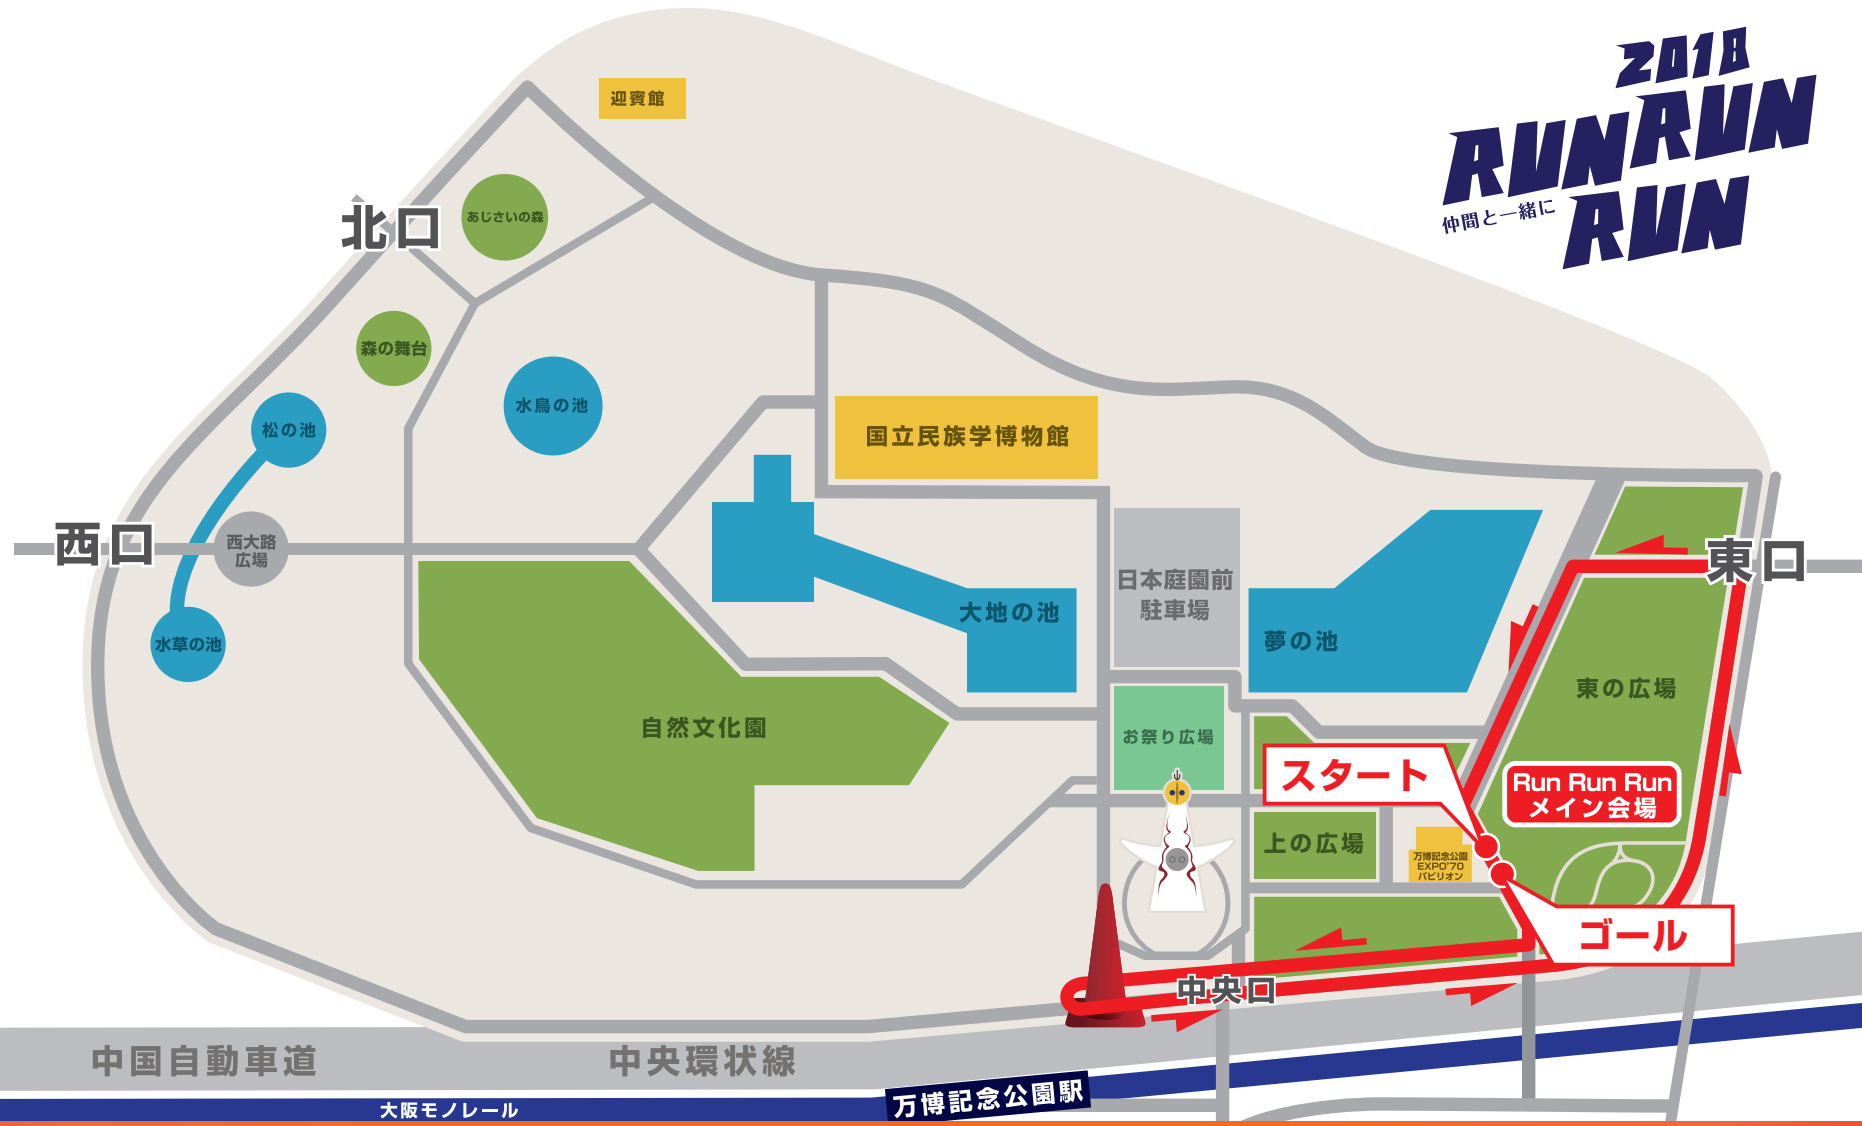 2018
RUN RUN
仲間と一緒に
RUN
迎賓館
北口
あじさいの森
森の舞台
水鳥の池
松の池
国立民族学博物館
西口
西大路
広場
東口
日本庭園前
駐車場
大地の池
夢の池
水草の池
東の広場
自然文化園
お祭り広場
スタート
Run Run Run
メイン会場
上の広場
万博記念公園
EXPO'70
パビリオン
ゴール
中央口
中国自動車道
中央環状線
万博記念公園駅
大阪モノレール